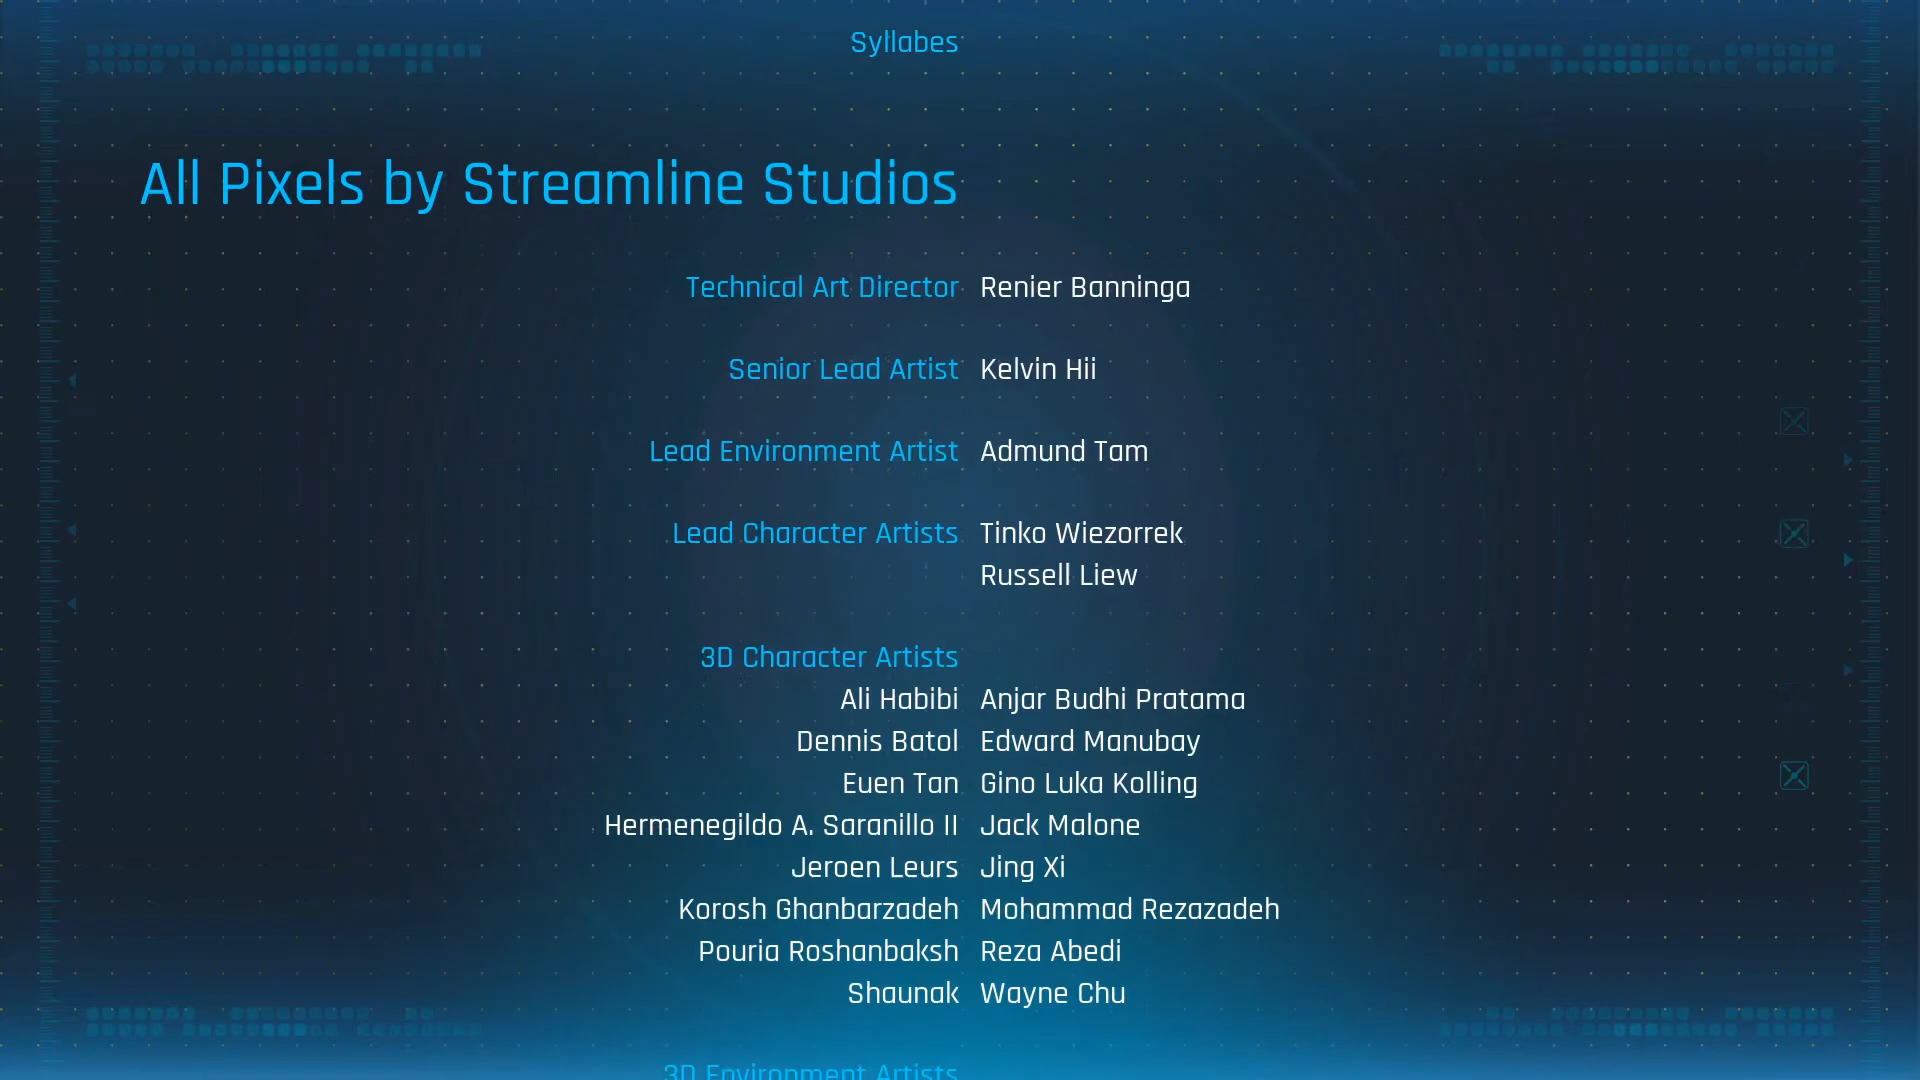 Syllabes
All Pixels by Streamline Studios
Technical Art Director Renier Banninga
Senior Lead Artist Kelvin Hii
Lead Environment Artist Admund Tam
Lead Character Artists Tinko Wiezorrek
Russell Liew
3D Character Artists
Ali Habibi Anjar Budhi Pratama
Dennis Batol Edward Manubay
Euen Tan Gino Luka Kolling
Hermenegildo A. Saranillo II Jack Malone
Jeroen Leurs Jing Xi
Korosh Ghanbarzadeh Mohammad Rezazadeh
Pouria Roshanbaksh Reza Abedi
Shaunak Wayne Chu
3D Environment Artists